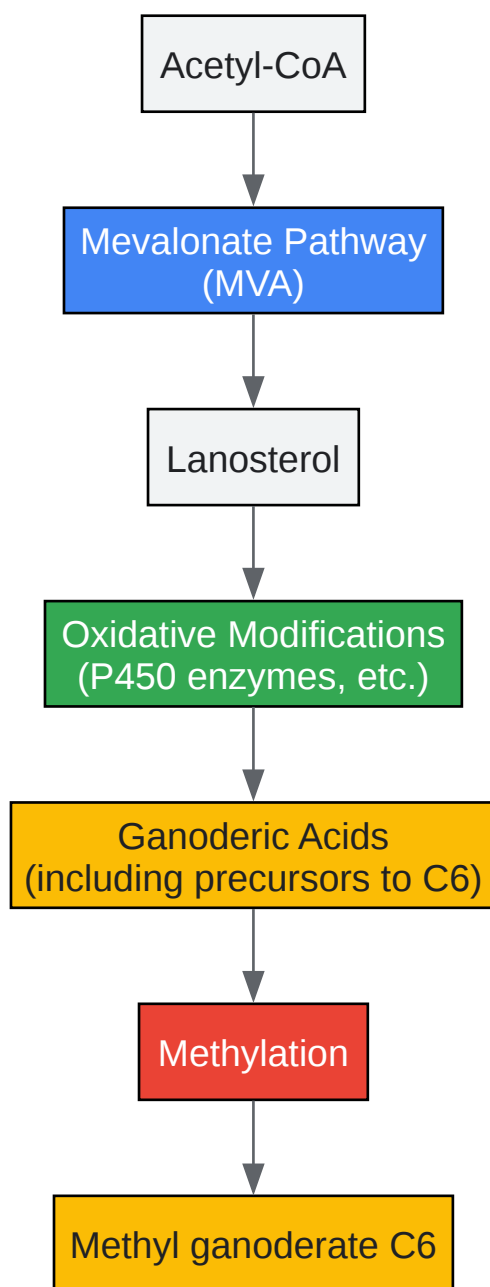 Acetyl-CoA
Mevalonate Pathway
(MVA)
Lanosterol
Oxidative Modifications
(P450 enzymes, etc.)
Ganoderic Acids
(including precursors to C6)
Methylation
Methyl ganoderate C6